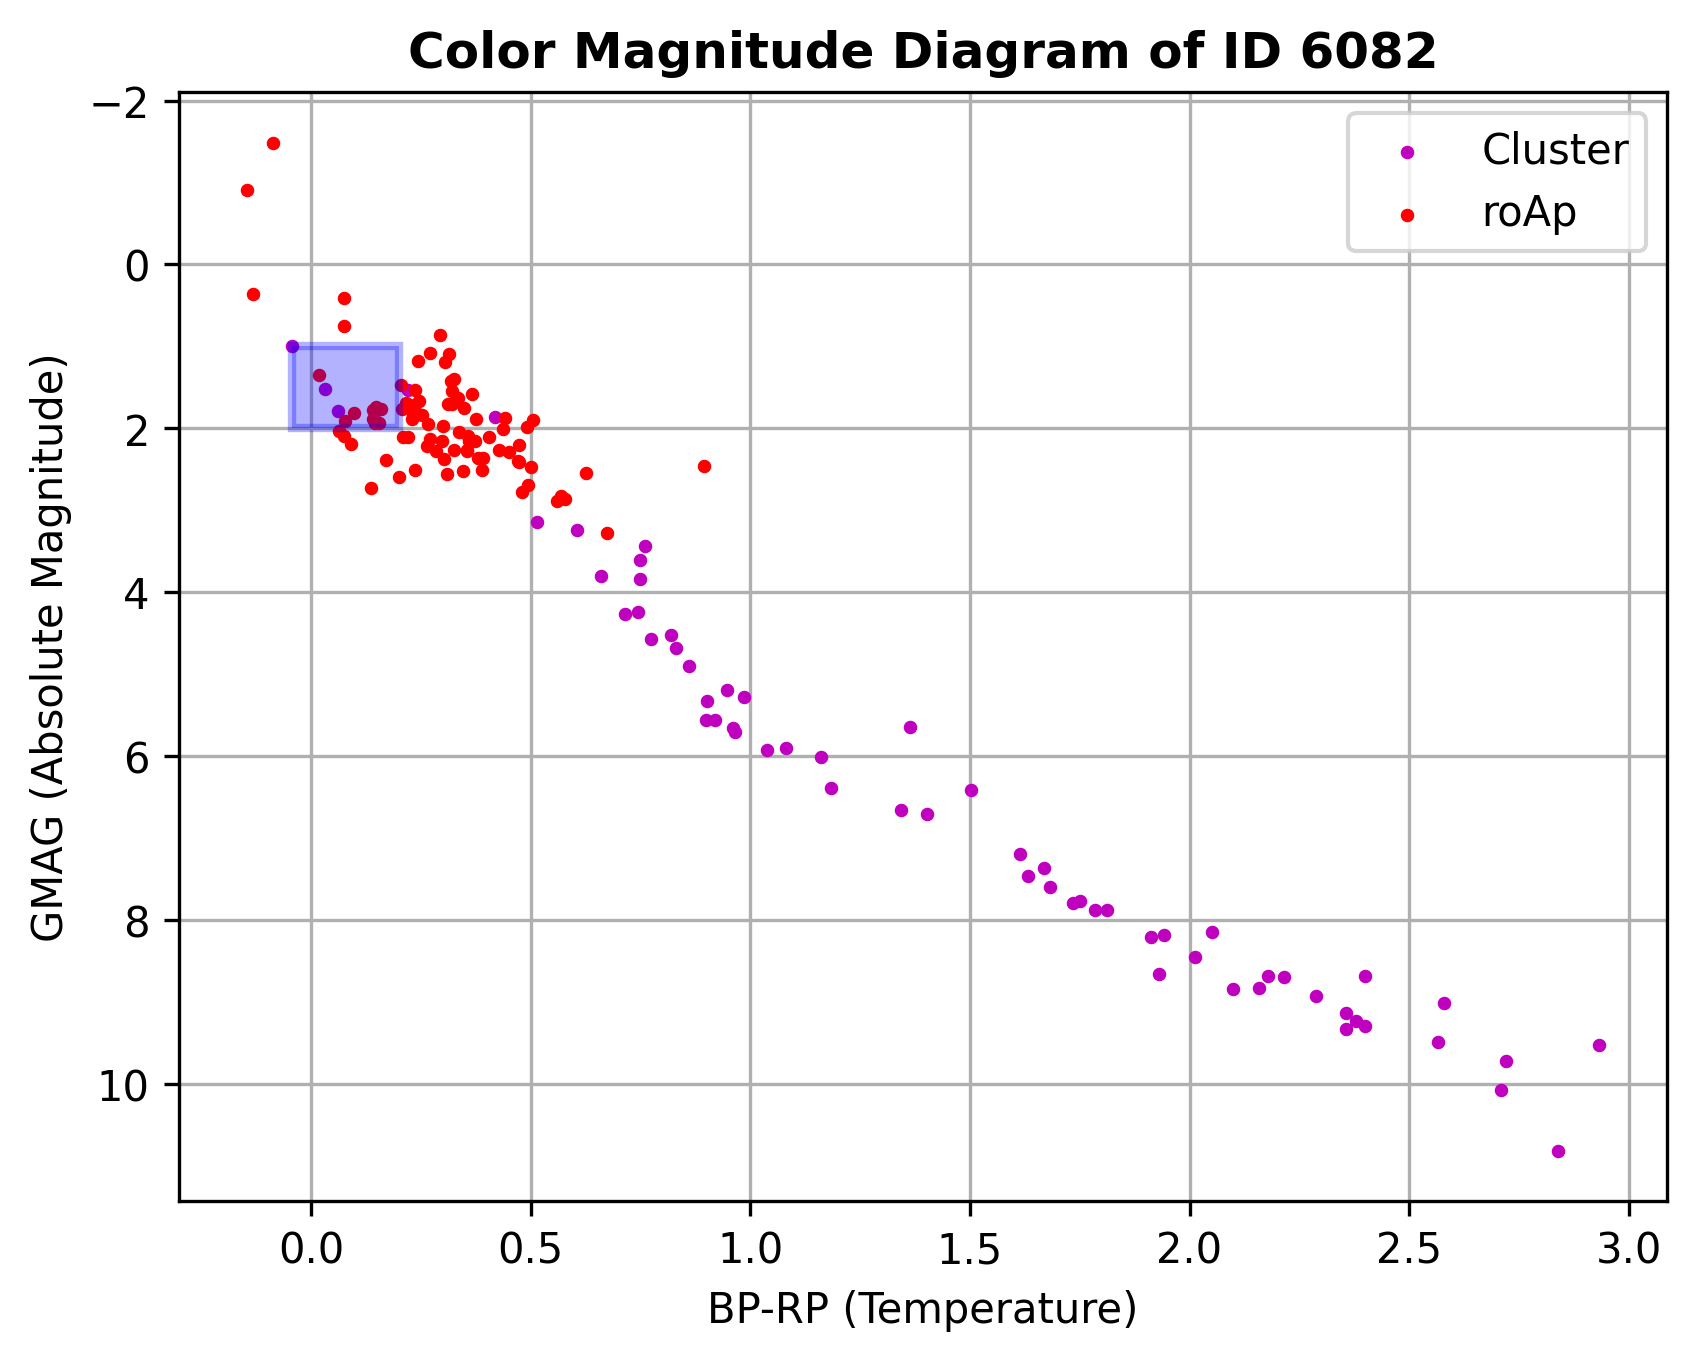 Color Magnitude Diagram of ID 6082
Cluster
roAp
−2
0
2
4
6
8
10
GMAG (Absolute Magnitude)
0.0 0.5 1.0 1.5 2.0 2.5 3.0
BP-RP (Temperature)